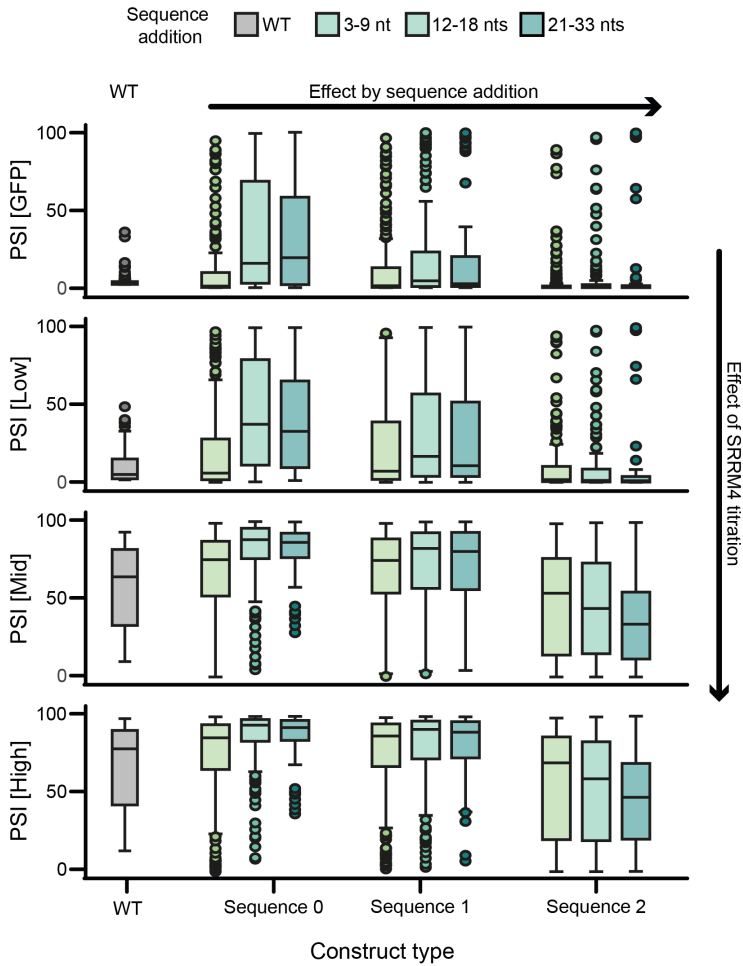 Sequence
addition
WT
3-9 nt
12-18 nts
21-33 nts
WT
Effect by sequence addition
PSI [GFP]
100
50
0
PSI [Low]
100
50
0
PSI [Mid]
100
50
0
PSI [High]
100
50
0
Effect of SRRM4 titration
WT
Sequence 0
Sequence 1
Sequence 2
Construct type